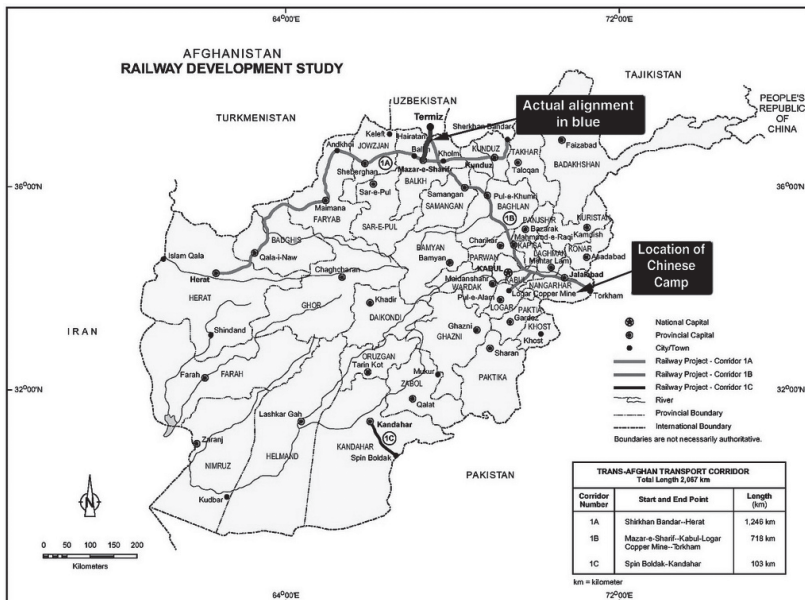 64°00'E
72°00'E
AFGHANISTAN
RAILWAY DEVELOPMENT STUDY
TAJIKISTAN
UZBEKISTAN
TURKMENISTAN
Termiz
Actual alignment
in blue
PEOPLE'S
REPUBLIC
OF
CHINA
Keleft
Hairatan
Sherkhan Bandar
JOWZJAN
Andkhoi
Balkh
Kholm
KUNDUZ
TAKHAR
Faizabad
Sheberghan
1A
Mazar-e-Sharif
Kunduz
Taloqan
BADAKHSHAN
36°00'N
36°00'N
Sar-e-Pul
BALKH
Samangan
Pul-e-Khumri
Maimana
SAMANGAN
BAGHLAN
FARYAB
SAR-E-PUL
1B
PANJSHIR
NURISTAN
Bazarak
Kamdish
BADGHIS
BAMYAN
Charikar
Mahmud-e-Raqi
KAPISA
KONAR
Islam Qala
Qala-i-Naw
Bamyan
PARWAN
LAGHMAN
Asadabad
Mehtar Lam
Location of
Chinese
Camp
Herat
Chaghcharan
KABUL
KABUL
Jalalabad
Maidanshahr
WARDAK
NANGARHAR
HERAT
Logar Copper Mine
Torkham
Pul-e-Alam
LOGAR
PAKTIA
GHOR
Khadir
DAIKONDI
Gardez
Ghazni
KHOST
IRAN
Shindand
GHAZNI
Khost
Sharan
ORUZGAN
Tarin Kot
Mukur
PAKTIKA
Farah
FARAH
ZABOL
32°00'N
32°00'N
Qalat
Lashkar Gah
Kandahar
Zaranj
1C
KANDAHAR
HELMAND
Spin Boldak
NIMRUZ
PAKISTAN
Kudbar
National Capital
Provincial Capital
City/Town
Railway Project - Corridor 1A
Railway Project - Corridor 1B
Railway Project - Corridor 1C
River
Provincial Boundary
International Boundary
Boundaries are not necessarily authoritative.
N
0 50 100 150 200
Kilometers
TRANS-AFGHAN TRANSPORT CORRIDOR
Total Length 2,067 km
Corridor Number Start and End Point Length (km)
1A Shirkhan Bandar--Herat 1,246 km
1B Mazar-e-Sharif--Kabul-Logar 718 km
Copper Mine--Torkham
1C Spin Boldak-Kandahar 103 km
km = kilometer
64°00'E
72°00'E